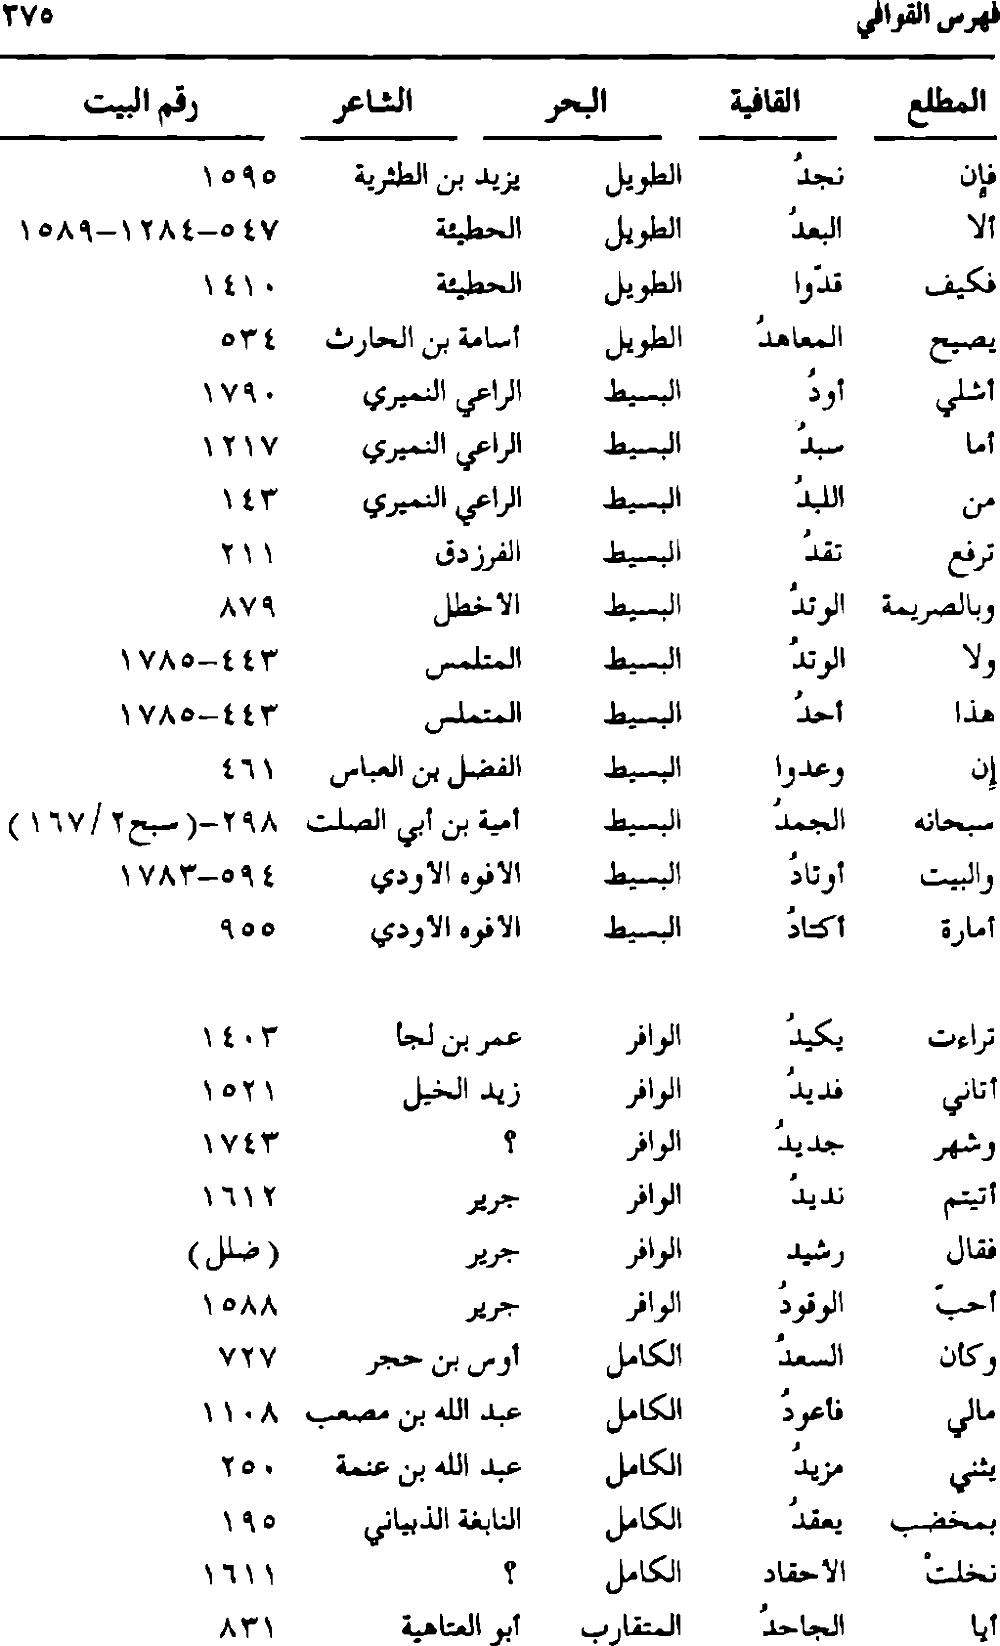 فهرس القوافي ٣٧٥
المطلع القافية البحر الشاعر رقم البيت
فإن نجدُ الطويل يزيد بن الطثرية ١٥٩٥
ألا البعدُ الطويل الحطيئة ٥٤٧-١٢٨٤-١٥٨٩
فكيف قدّوا الطويل الحطيئة ١٤١٠
يصيح المعاهدُ الطويل أسامة بن الحارث ٥٣٤
أشلي أودُ البسيط الراعي النميري ١٧٩٠
أما سبدُ البسيط الراعي النميري ١٢١٧
من اللبدُ البسيط الراعي النميري ١٤٣
ترفع تقدُ البسيط الفرزدق ٢١١
وبالصريمة الوتدُ البسيط الأخطل ٨٧٩
ولا الوتدُ البسيط المتلمس ٤٤٣-١٧٨٥
هذا أحدُ البسيط المتملس ٤٤٣-١٧٨٥
إن وعدوا البسيط الفضل بن العباس ٤٦١
سبحانه الجمدُ البسيط أمية بن أبي الصلت ٢٩٨-(سبح٢/١٦٧)
والبيت أوتادُ البسيط الأفوه الأودي ٥٩٤-١٧٨٣
أمارة أكتادُ البسيط الأفوه الأودي ٩٥٥
تراءت يكيدُ الوافر عمر بن لجأ ١٤٠٣
أتاني فديدُ الوافر زيد الخيل ١٥٢١
وشهر جديدُ الوافر ؟ ١٧٤٣
أتيتم نديدُ الوافر جرير ١٦١٢
فقال رشيد الوافر جرير (ضلل)
أحبّ الوقودُ الوافر جرير ١٥٨٨
وكأن السعدُ الكامل أوس بن حجر ٧٢٧
مالي فأعودُ الكامل عبد الله بن مصعب ١١٠٨
يثني مزيدُ الكامل عبد الله بن عنمة ٢٥٠
بمخضب يعقدُ الكامل النابغة الذبياني ١٩٥
نخلتْ الأحقاد الكامل ؟ ١٦١١
أيا الجاحدُ المتقارب أبو العتاهية ٨٣١